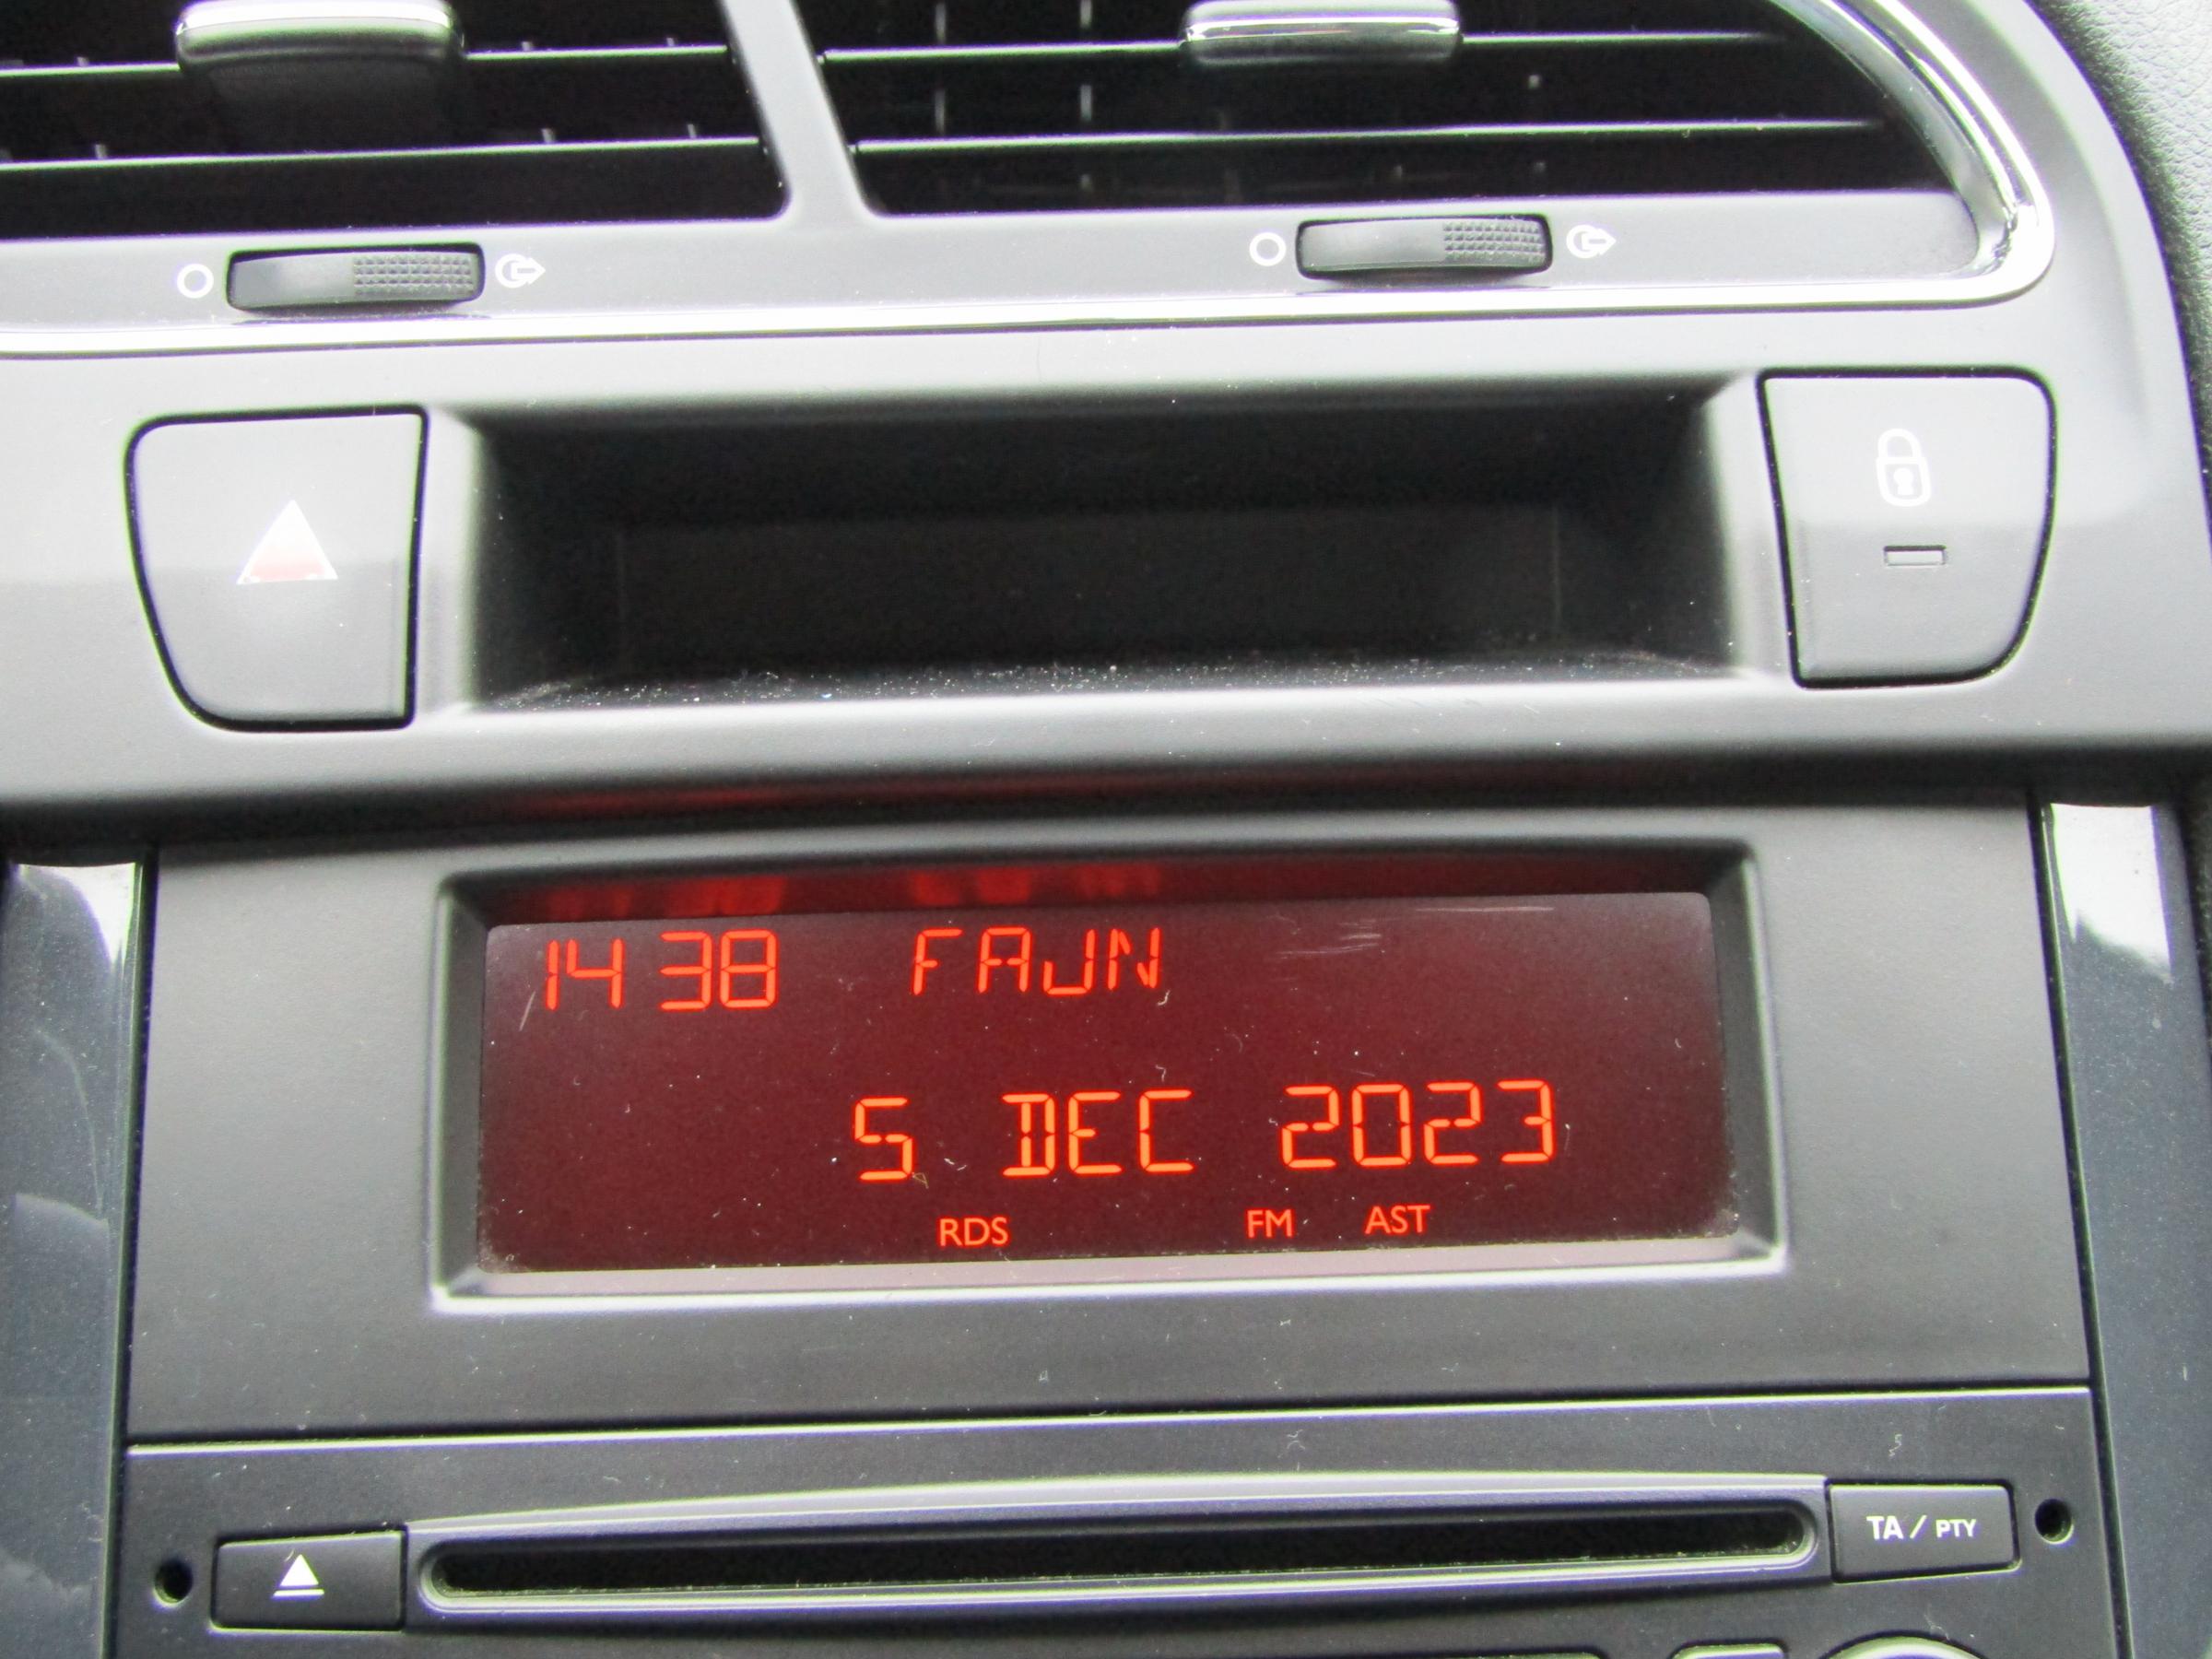 14 38 FAJN
5 DEC 2023
RDS FM AST
TA / PTY